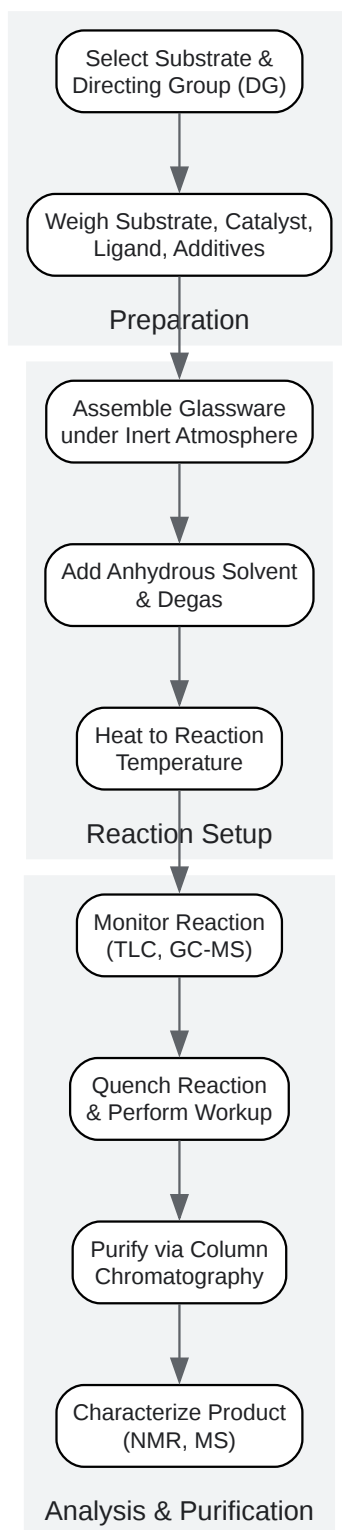 Select Substrate &
Directing Group (DG)
Weigh Substrate, Catalyst,
Ligand, Additives
Preparation
Assemble Glassware
under Inert Atmosphere
Add Anhydrous Solvent
& Degas
Heat to Reaction
Temperature
Reaction Setup
Monitor Reaction
(TLC, GC-MS)
Quench Reaction
& Perform Workup
Purify via Column
Chromatography
Characterize Product
(NMR, MS)
Analysis & Purification